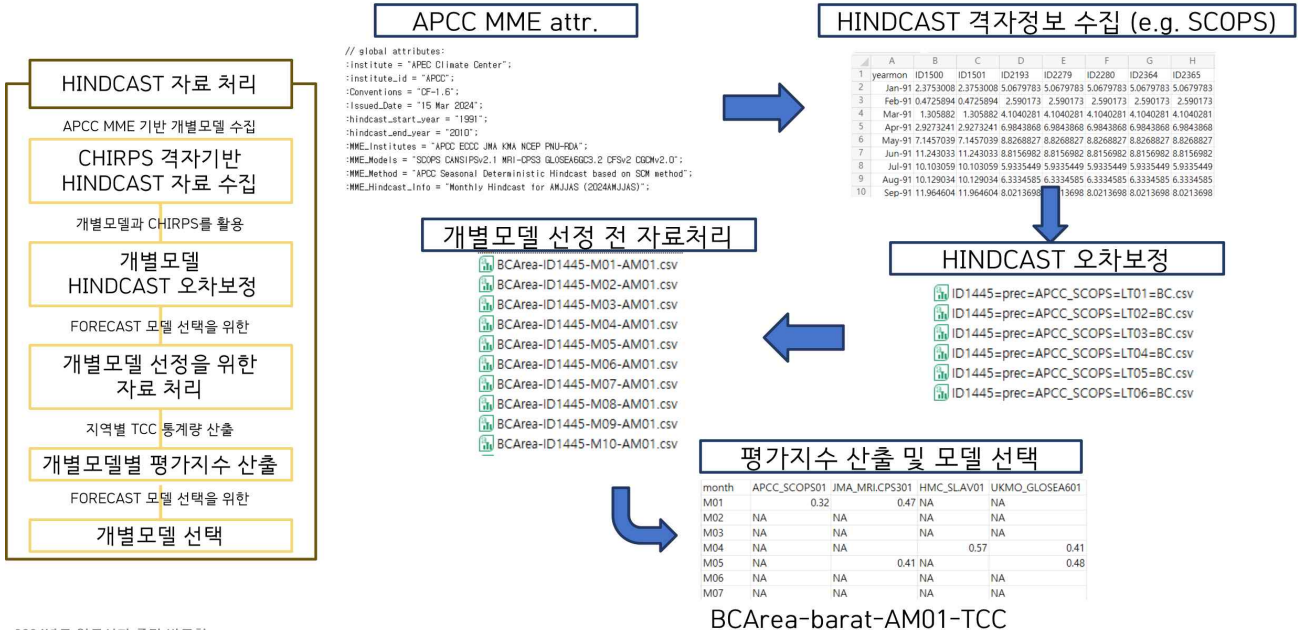 APCC MME attr.
HINDCAST 격자정보 수집 (e.g. SCOPS)
HINDCAST 자료 처리
APCC MME 기반 개별모델 수집
CHIRPS 격자기반
HINDCAST 자료 수집
개별모델과 CHIRPS를 활용
개별모델
HINDCAST 오차보정
FORECAST 모델 선택을 위한
개별모델 선정을 위한
자료 처리
지역별 TCC 통계량 산출
개별모델별 평가지수 산출
FORECAST 모델 선택을 위한
개별모델 선택
// global attributes:
:institute = "APEC Climate Center";
:institute_id = "APCC";
:Conventions = "CF-1.6";
:Issued_Date = "15 Mar 2024";
:hindcast_start_year = "1991";
:hindcast_end_year = "2010";
:MME_Institutes = "APCC ECCC JMA KMA NCEP PNU-RDA";
:MME_Models = "SCOPS CANSIPSv2.1 MRI-CPS3 GLOSEA6GC3.2 CFSv2 CGCMv2.0";
:MME_Method = "APCC Seasonal Deterministic Hindcast based on SCM method";
:MME_Hindcast_Info = "Monthly Hindcast for AMJJAS (2024AMJJAS)";
A B C D E F G H
1 yearmon ID1500 ID1501 ID2193 ID2279 ID2280 ID2364 ID2365
2 Jan-91 2.3753008 2.3753008 5.0679783 5.0679783 5.0679783 5.0679783 5.0679783
3 Feb-91 0.4725894 0.4725894 2.590173 2.590173 2.590173 2.590173 2.590173
4 Mar-91 1.305882 1.305882 4.1040281 4.1040281 4.1040281 4.1040281 4.1040281
5 Apr-91 2.9273241 2.9273241 6.9843868 6.9843868 6.9843868 6.9843868 6.9843868
6 May-91 7.1457039 7.1457039 8.8268827 8.8268827 8.8268827 8.8268827 8.8268827
7 Jun-91 11.243033 11.243033 8.8156982 8.8156982 8.8156982 8.8156982 8.8156982
8 Jul-91 10.103059 10.103059 5.9335449 5.9335449 5.9335449 5.9335449 5.9335449
9 Aug-91 10.129034 10.129034 6.3334585 6.3334585 6.3334585 6.3334585 6.3334585
10 Sep-91 11.964604 11.964604 8.0213698 8.0213698 8.0213698 8.0213698
개별모델 선정 전 자료처리
BCArea-ID1445-M01-AM01.csv
BCArea-ID1445-M02-AM01.csv
BCArea-ID1445-M03-AM01.csv
BCArea-ID1445-M04-AM01.csv
BCArea-ID1445-M05-AM01.csv
BCArea-ID1445-M06-AM01.csv
BCArea-ID1445-M07-AM01.csv
BCArea-ID1445-M08-AM01.csv
BCArea-ID1445-M09-AM01.csv
BCArea-ID1445-M10-AM01.csv
HINDCAST 오차보정
ID1445=prec=APCC_SCOPS=LT01=BC.csv
ID1445=prec=APCC_SCOPS=LT02=BC.csv
ID1445=prec=APCC_SCOPS=LT03=BC.csv
ID1445=prec=APCC_SCOPS=LT04=BC.csv
ID1445=prec=APCC_SCOPS=LT05=BC.csv
ID1445=prec=APCC_SCOPS=LT06=BC.csv
평가지수 산출 및 모델 선택
month APCC_SCOPS01 JMA_MRI.CPS301 HMC_SLAV01 UKMO_GLOSEA601
M01 0.32 0.47 NA NA
M02 NA NA NA NA
M03 NA NA NA NA
M04 NA NA 0.57 0.41
M05 NA 0.41 NA 0.48
M06 NA NA NA NA
M07 NA NA NA NA
BCArea-barat-AM01-TCC